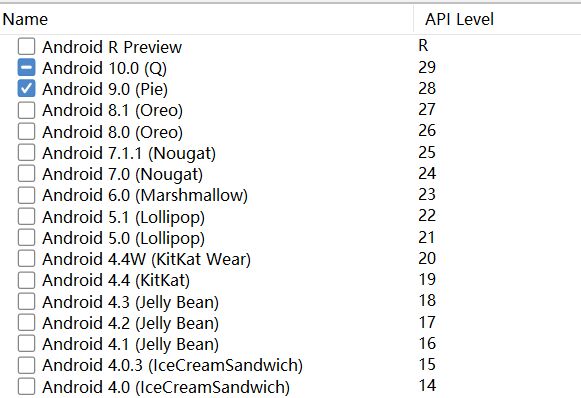 Name API Level
Android R Preview R
Android 10.0 (Q) 29
Android 9.0 (Pie) 28
Android 8.1 (Oreo) 27
Android 8.0 (Oreo) 26
Android 7.1.1 (Nougat) 25
Android 7.0 (Nougat) 24
Android 6.0 (Marshmallow) 23
Android 5.1 (Lollipop) 22
Android 5.0 (Lollipop) 21
Android 4.4W (KitKat Wear) 20
Android 4.4 (KitKat) 19
Android 4.3 (Jelly Bean) 18
Android 4.2 (Jelly Bean) 17
Android 4.1 (Jelly Bean) 16
Android 4.0.3 (IceCreamSandwich) 15
Android 4.0 (IceCreamSandwich) 14